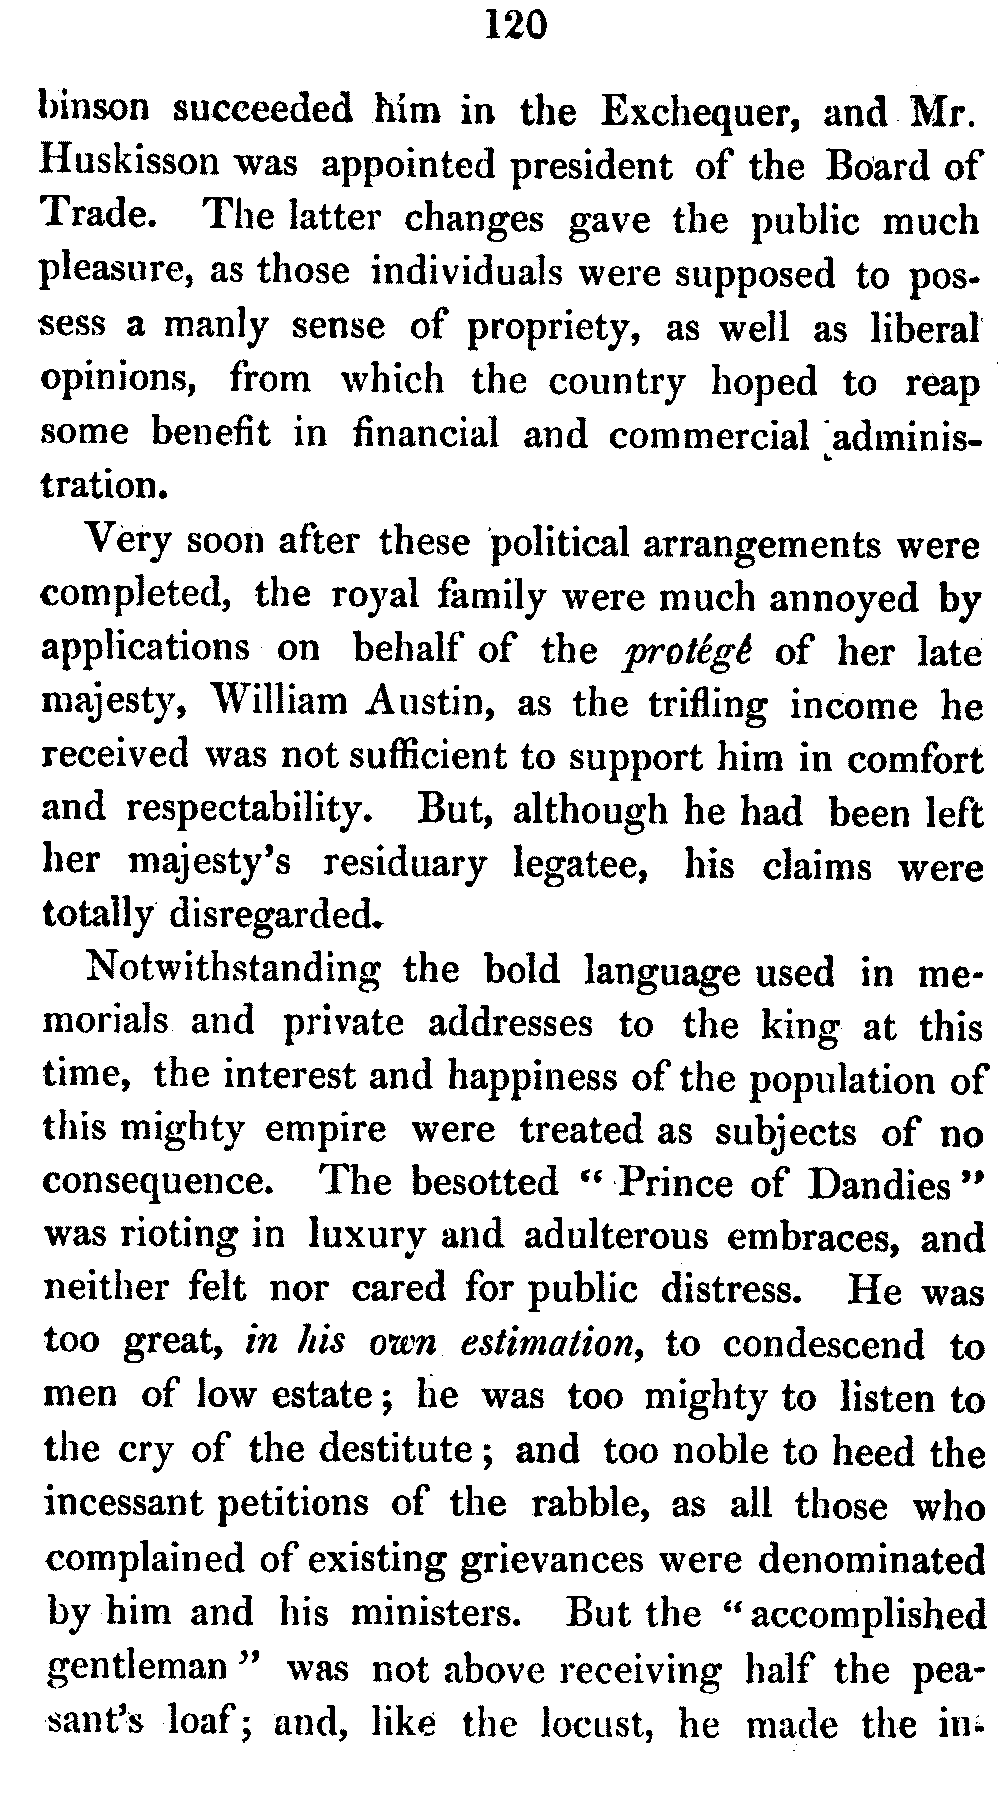 120
binson succeeded him in the Exchequer, and Mr.
Huskisson was appointed president of the Board of
Trade. The latter changes gave the public much
pleasure, as those individuals were supposed to pos-
sess a manly sense of propriety, as well as liberal
opinions, from which the country hoped to reap
some benefit in financial and commercial adminis-
tration.
Very soon after these political arrangements were
completed, the royal family were much annoyed by
applications on behalf of the protégé of her late
majesty, William Austin, as the trifling income he
received was not sufficient to support him in comfort
and respectability. But, although he had been left
her majesty's residuary legatee, his claims were
totally disregarded.
Notwithstanding the bold language used in me-
morials and private addresses to the king at this
time, the interest and happiness of the population of
this mighty empire were treated as subjects of no
consequence. The besotted “ Prince of Dandies ”
was rioting in luxury and adulterous embraces, and
neither felt nor cared for public distress. He was
too great, in his own estimation, to condescend to
men of low estate; he was too mighty to listen to
the cry of the destitute; and too noble to heed the
incessant petitions of the rabble, as all those who
complained of existing grievances were denominated
by him and his ministers. But the “ accomplished
gentleman ” was not above receiving half the pea-
sant's loaf; and, like the locust, he made the in-